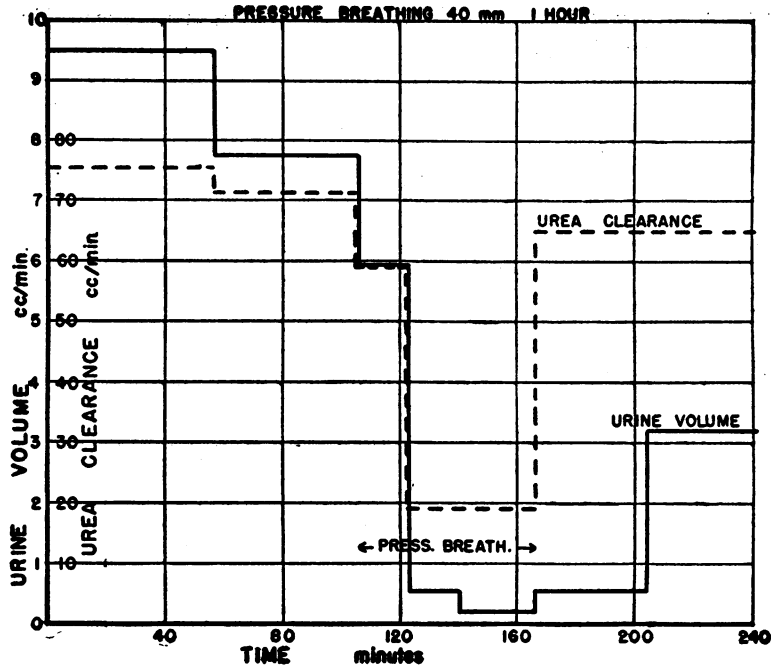 PRESSURE BREATHING 40 mm 1 HOUR
10
9
8 80
7 70
6 60
5 50
4 40
3 30
2 20
1 10
0
URINE VOLUME cc/min.
UREA CLEARANCE cc/min
UREA CLEARANCE
URINE VOLUME
← PRESS. BREATH. →
40 80 120 160 200 240
TIME minutes